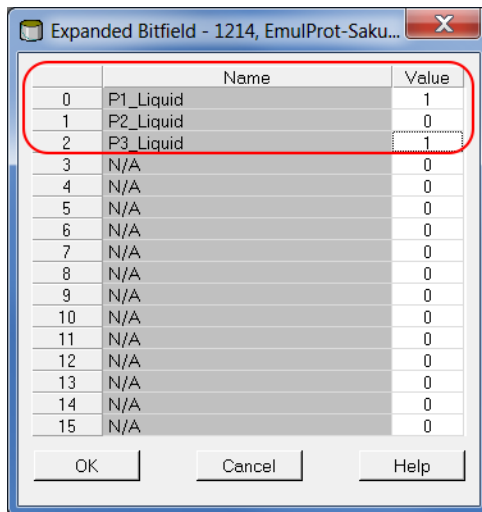 Expanded Bitfield - 1214, EmulProt-Saku...
Name Value
0 P1_Liquid 1
1 P2_Liquid 0
2 P3_Liquid 1
3 N/A 0
4 N/A 0
5 N/A 0
6 N/A 0
7 N/A 0
8 N/A 0
9 N/A 0
10 N/A 0
11 N/A 0
12 N/A 0
13 N/A 0
14 N/A 0
15 N/A 0
OK Cancel Help